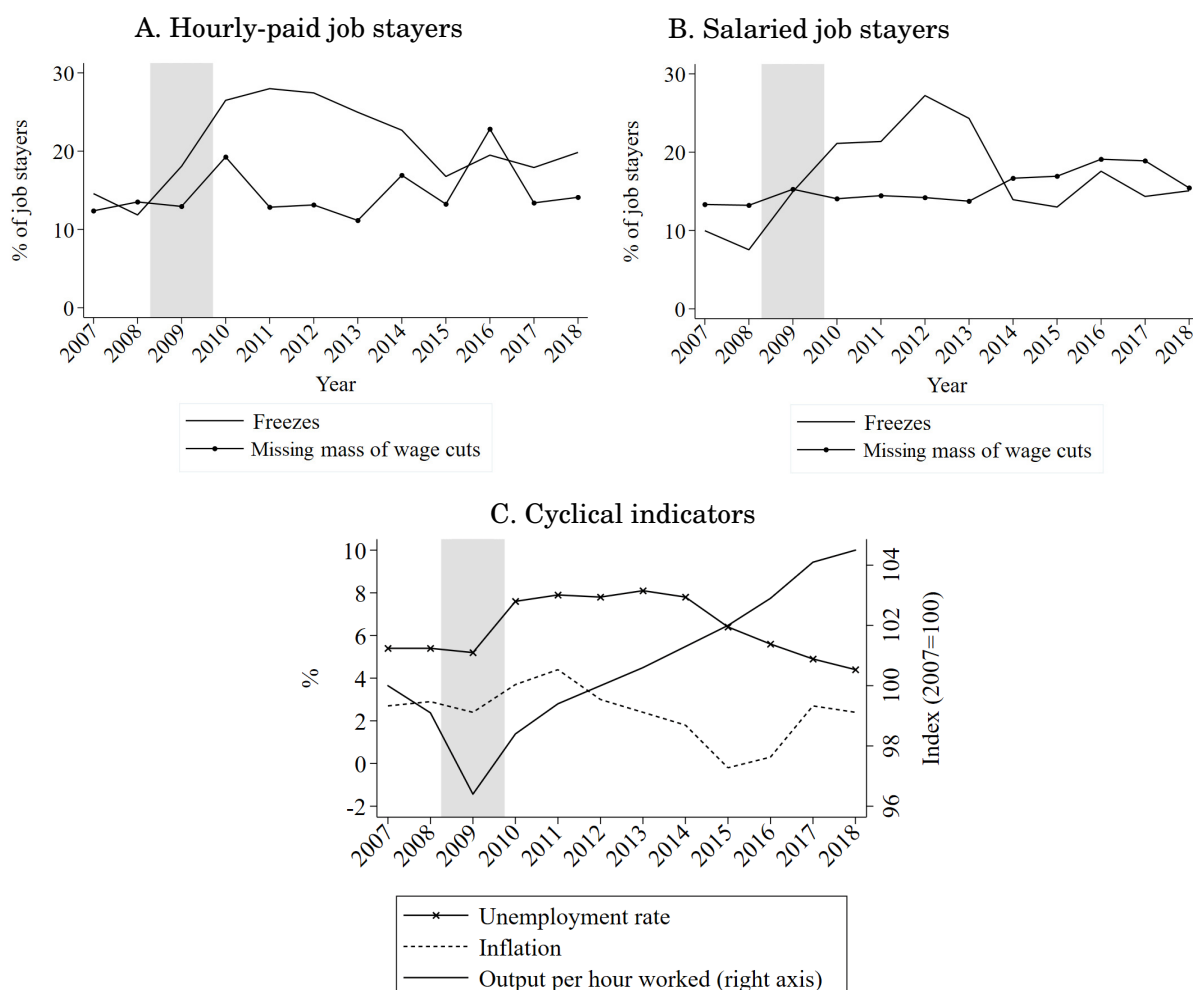 A. Hourly-paid job stayers
% of job stayers
30
20
10
0
2007 2008 2009 2010 2011 2012 2013 2014 2015 2016 2017 2018
Year
Freezes
Missing mass of wage cuts
B. Salaried job stayers
% of job stayers
30
20
10
0
2007 2008 2009 2010 2011 2012 2013 2014 2015 2016 2017 2018
Year
Freezes
Missing mass of wage cuts
C. Cyclical indicators
%
10
8
6
4
2
0
-2
104
102
100
98
96
Index (2007=100)
2007 2008 2009 2010 2011 2012 2013 2014 2015 2016 2017 2018
Unemployment rate
Inflation
Output per hour worked (right axis)